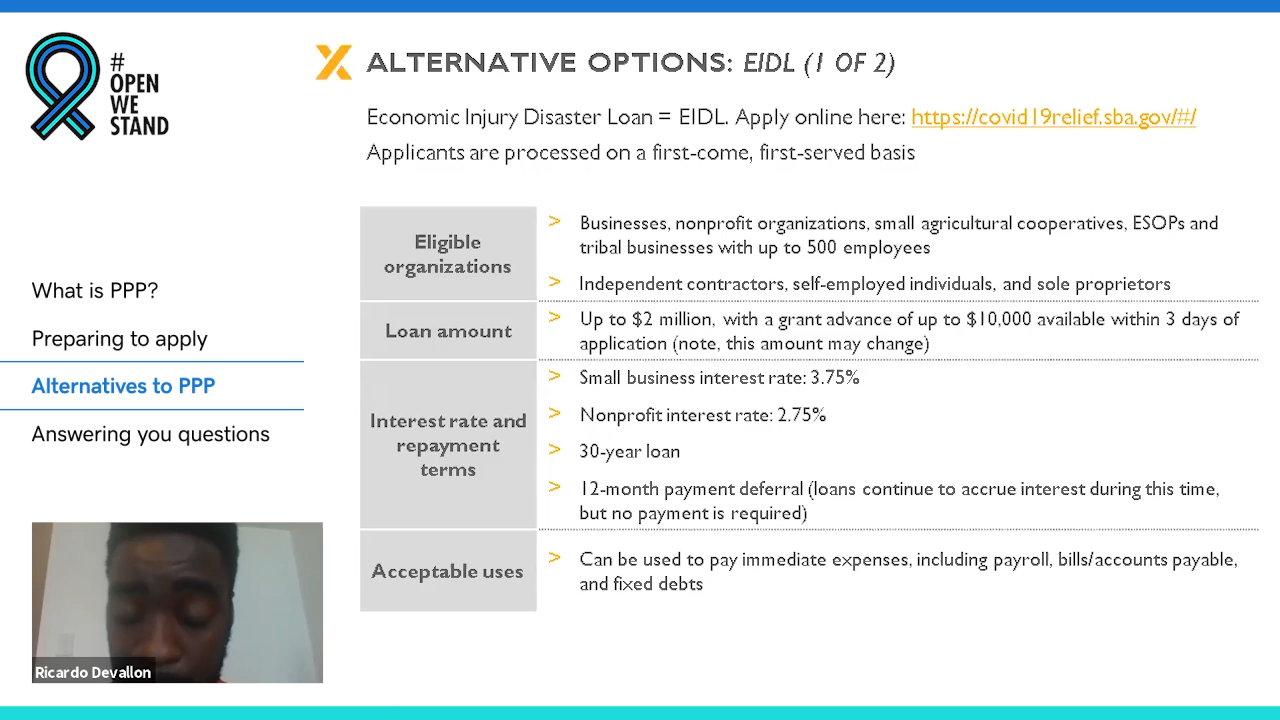 #
OPEN
WE
STAND
ALTERNATIVE OPTIONS: EIDL (1 OF 2)
Economic Injury Disaster Loan = EIDL. Apply online here: https://covid19relief.sba.gov/#/
Applicants are processed on a first-come, first-served basis
What is PPP?
Preparing to apply
Alternatives to PPP
Answering you questions
Eligible
organizations
> Businesses, nonprofit organizations, small agricultural cooperatives, ESOPs and
tribal businesses with up to 500 employees
> Independent contractors, self-employed individuals, and sole proprietors
Loan amount
> Up to $2 million, with a grant advance of up to $10,000 available within 3 days of
application (note, this amount may change)
Interest rate and
repayment
terms
> Small business interest rate: 3.75%
> Nonprofit interest rate: 2.75%
> 30-year loan
> 12-month payment deferral (loans continue to accrue interest during this time,
but no payment is required)
Acceptable uses
> Can be used to pay immediate expenses, including payroll, bills/accounts payable,
and fixed debts
Ricardo Devallon